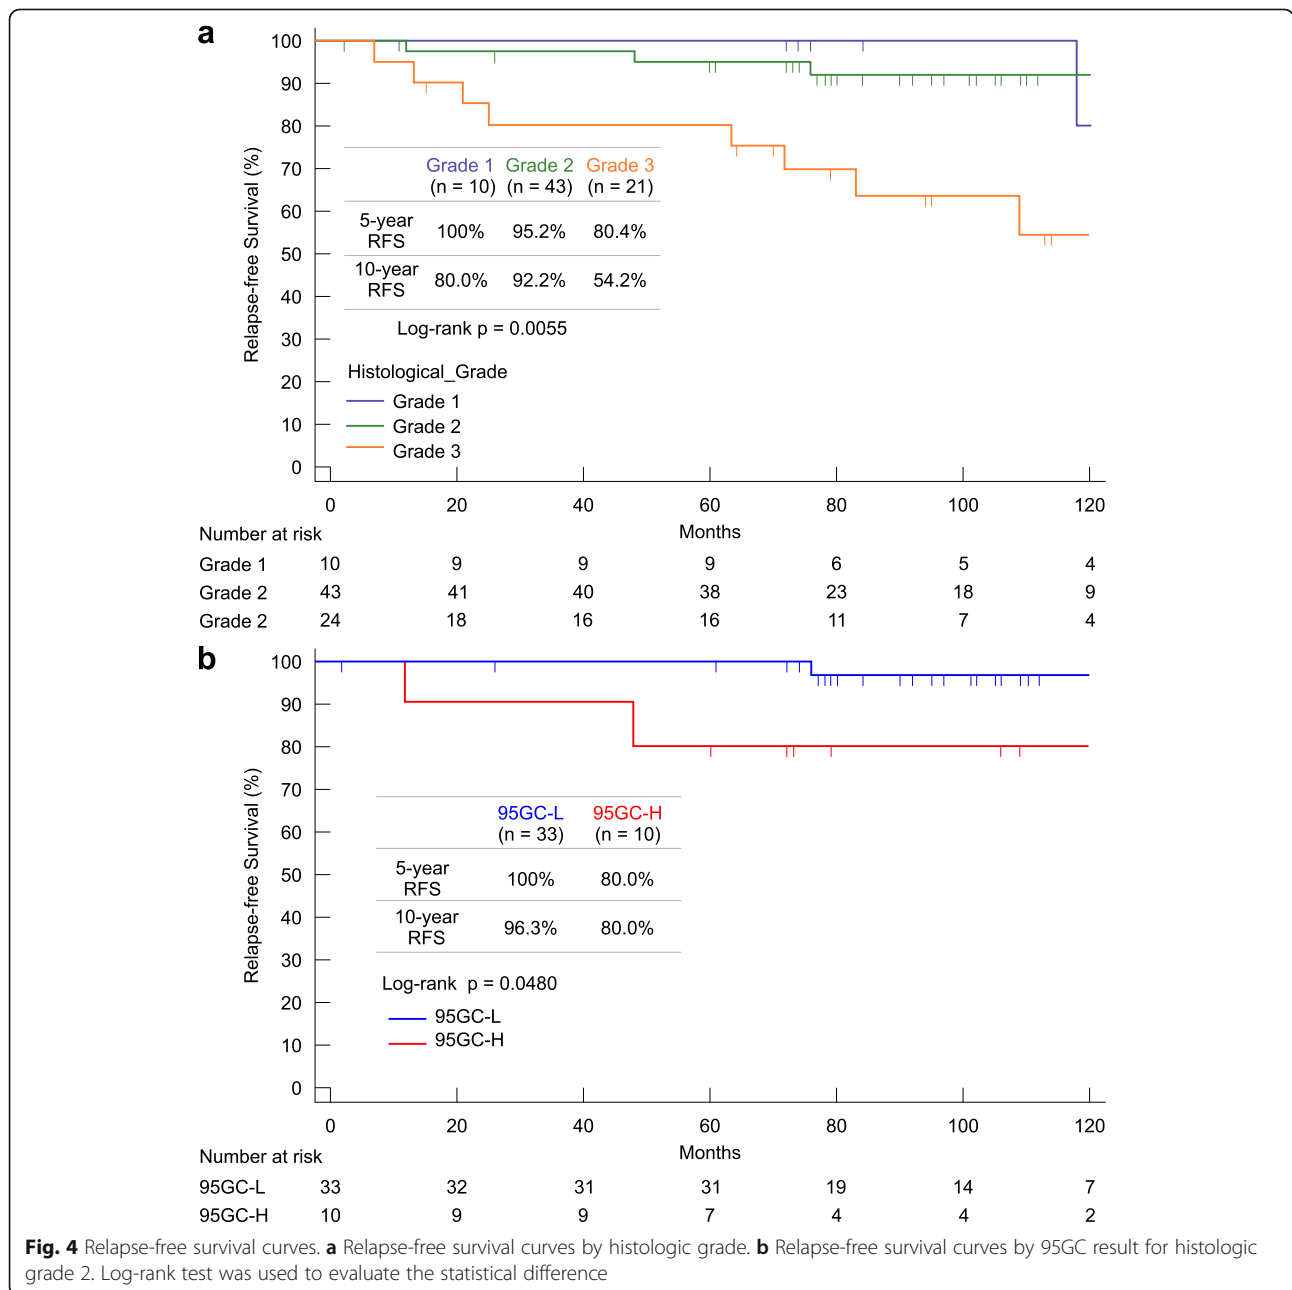 a
100
90
80
70
60
50
40
30
20
10
0
Relapse-free Survival (%)
Grade 1 Grade 2 Grade 3
(n = 10) (n = 43) (n = 21)
5-year
RFS
100% 95.2% 80.4%
10-year
RFS
80.0% 92.2% 54.2%
Log-rank p = 0.0055
Histological_Grade
Grade 1
Grade 2
Grade 3
0 20 40 60 80 100 120
Months
Number at risk
Grade 1 10 9 9 9 6 5 4
Grade 2 43 41 40 38 23 18 9
Grade 2 24 18 16 16 11 7 4
b
100
90
80
70
60
50
40
30
20
10
0
Relapse-free Survival (%)
95GC-L 95GC-H
(n = 33) (n = 10)
5-year
RFS
100% 80.0%
10-year
RFS
96.3% 80.0%
Log-rank p = 0.0480
95GC-L
95GC-H
0 20 40 60 80 100 120
Months
Number at risk
95GC-L 33 32 31 31 19 14 7
95GC-H 10 9 9 7 4 4 2
Fig. 4 Relapse-free survival curves. a Relapse-free survival curves by histologic grade. b Relapse-free survival curves by 95GC result for histologic
grade 2. Log-rank test was used to evaluate the statistical difference